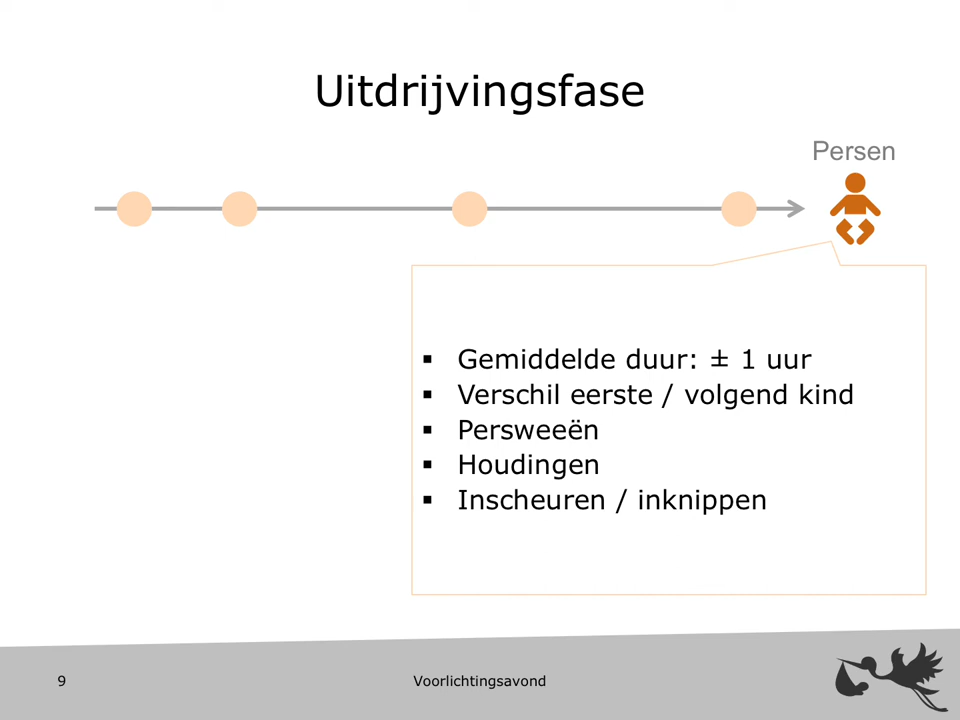 Uitdrijvingsfase
Persen
▪ Gemiddelde duur: ± 1 uur
▪ Verschil eerste / volgend kind
▪ Persweeën
▪ Houdingen
▪ Inscheuren / inknippen
9
Voorlichtingsavond